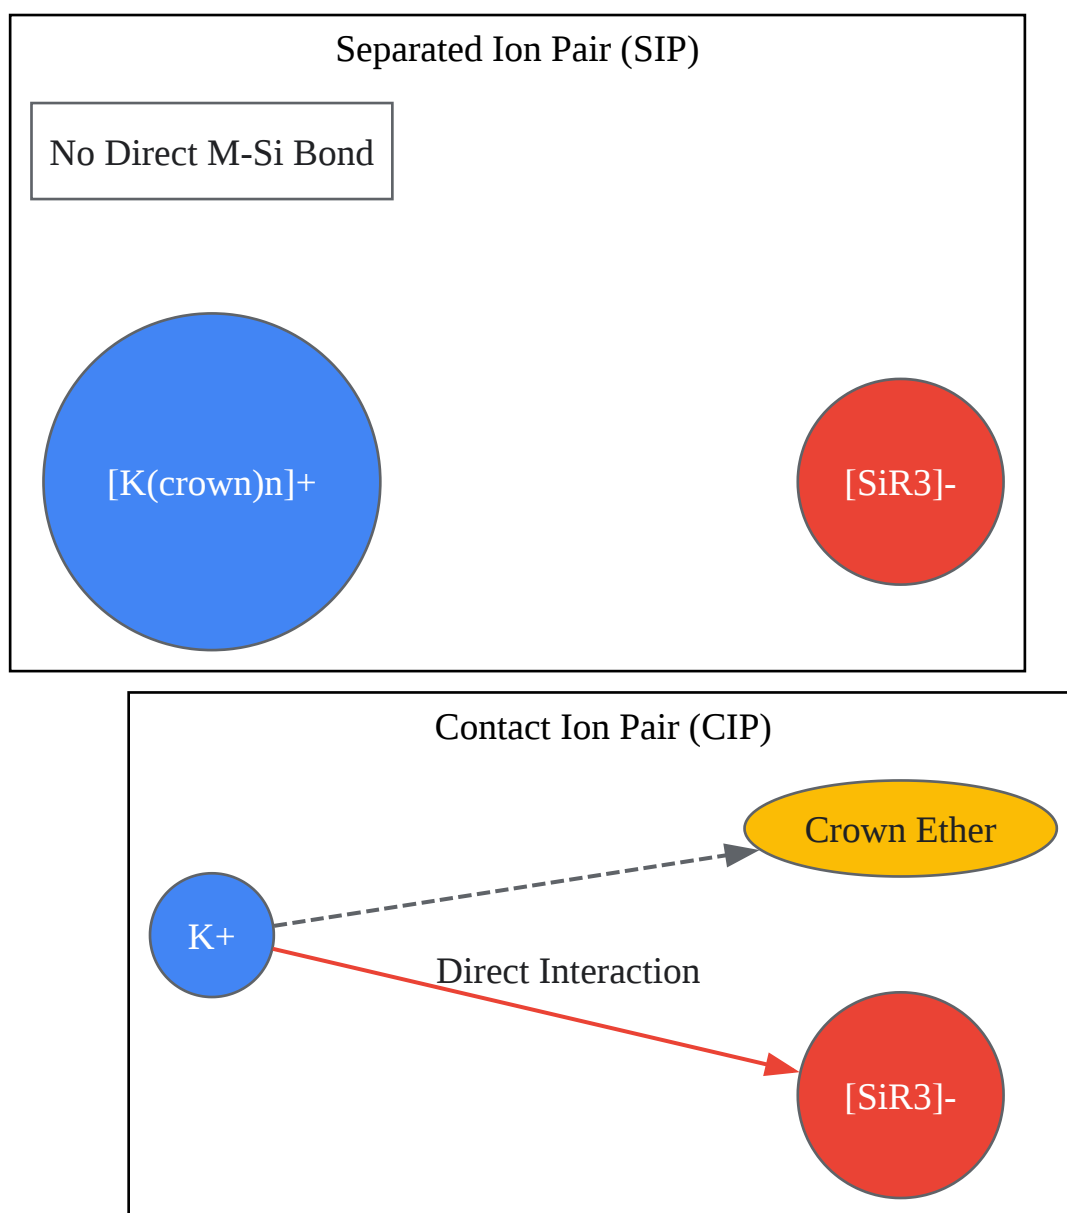 Separated Ion Pair (SIP)
No Direct M-Si Bond
[K(crown)n]+
[SiR3]-
Contact Ion Pair (CIP)
Crown Ether
K+
Direct Interaction
[SiR3]-